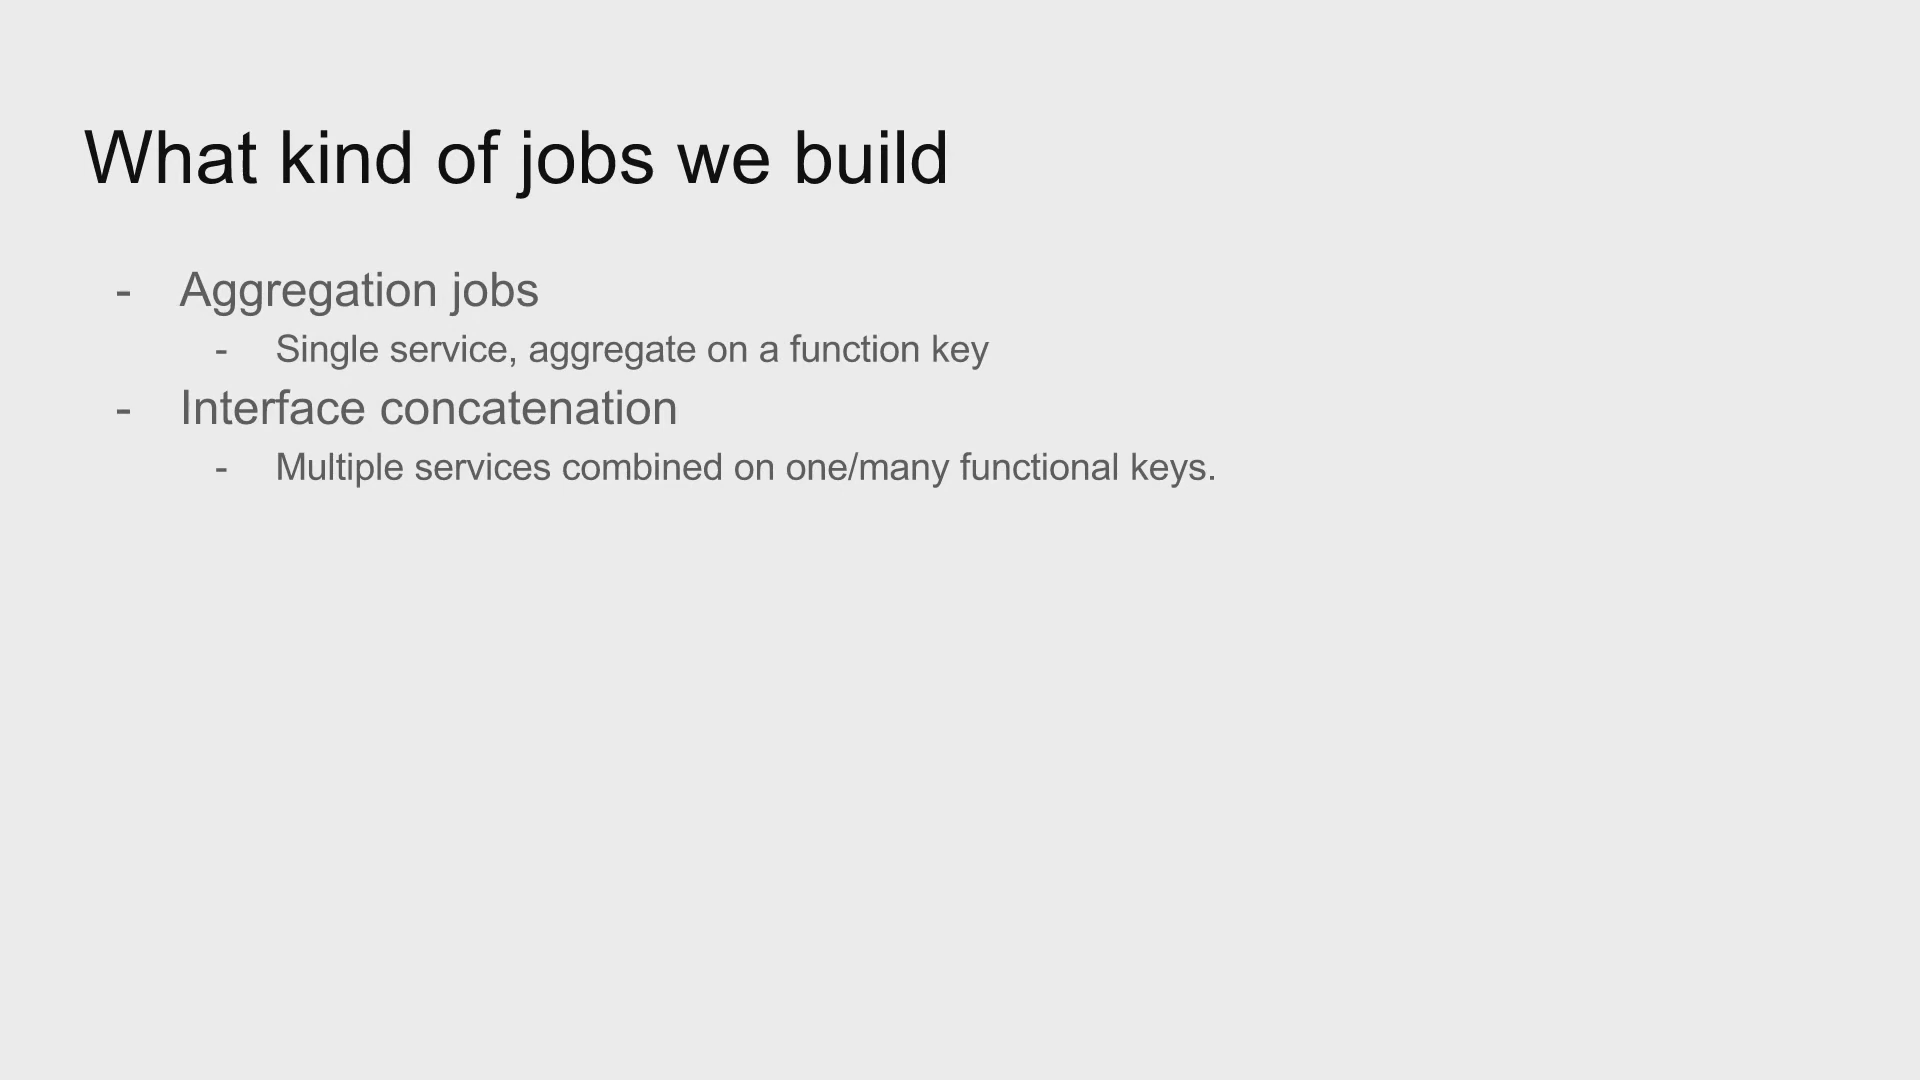 What kind of jobs we build
- Aggregation jobs
- Single service, aggregate on a function key
- Interface concatenation
- Multiple services combined on one/many functional keys.